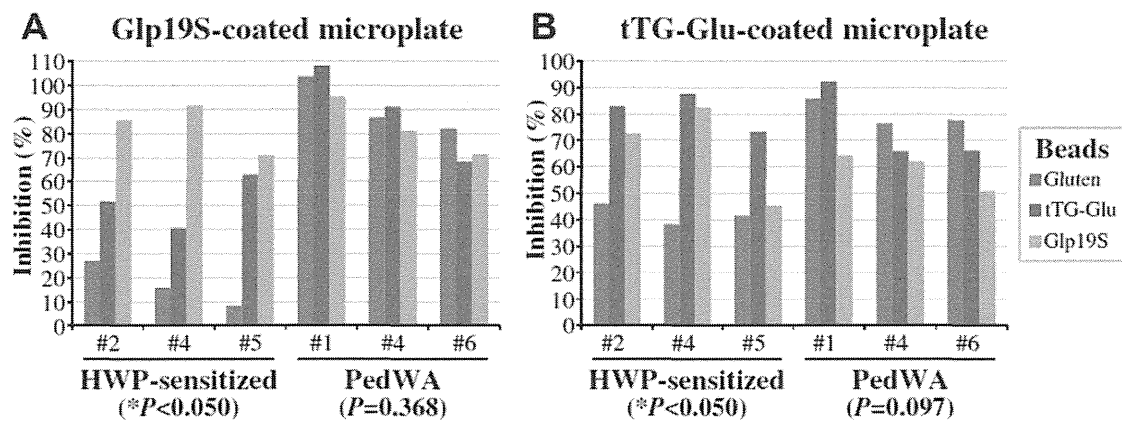 A Glp19S-coated microplate
Inhibition (%)
110
100
90
80
70
60
50
40
30
20
10
0
#2 #4 #5 #1 #4 #6
HWP-sensitized PedWA
(*P<0.050) (P=0.368)
B tTG-Glu-coated microplate
Inhibition (%)
100
90
80
70
60
50
40
30
20
10
0
#2 #4 #5 #1 #4 #6
HWP-sensitized PedWA
(*P<0.050) (P=0.097)
Beads
Gluten
tTG-Glu
Glp19S